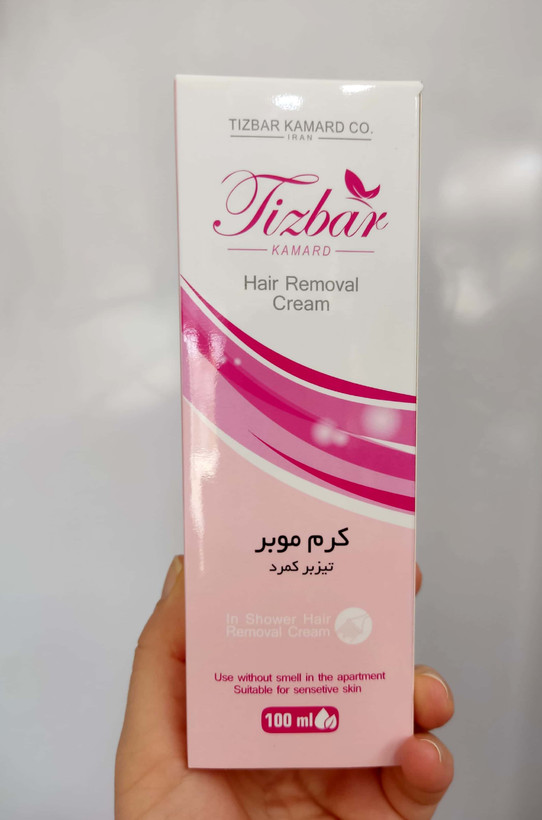 TIZBAR KAMARD CO.
IRAN
Tizbar
KAMARD
Hair Removal
Cream
کرم موبر
تیزبر کمرد
In Shower Hair
Removal Cream
Use without smell in the apartment
Suitable for sensetive skin
100 ml